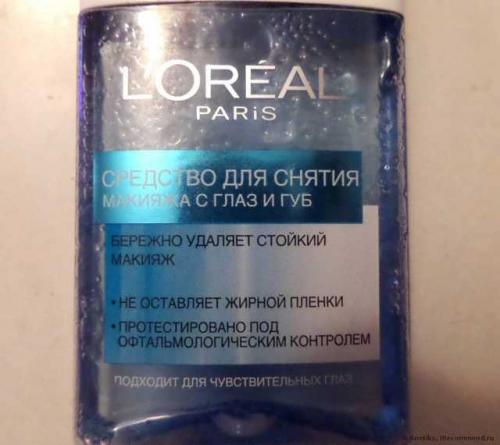 L'ORÉAL
PARiS
СРЕДСТВО ДЛЯ СНЯТИЯ
МАКИЯЖА С ГЛАЗ И ГУБ
БЕРЕЖНО УДАЛЯЕТ СТОЙКИЙ
МАКИЯЖ
• НЕ ОСТАВЛЯЕТ ЖИРНОЙ ПЛЕНКИ
• ПРОТЕСТИРОВАНО ПОД
ОФТАЛЬМОЛОГИЧЕСКИМ КОНТРОЛЕМ
ПОДХОДИТ ДЛЯ ЧУВСТВИТЕЛЬНЫХ ГЛАЗ